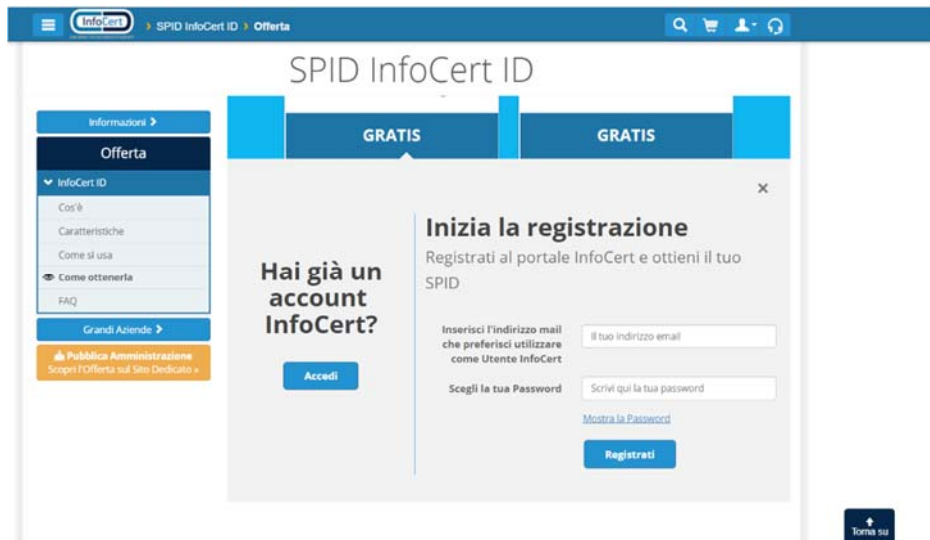 InfoCert
SPID InfoCert ID
Offerta
SPID InfoCert ID
Informazioni
Offerta
InfoCert ID
Cos'è
Caratteristiche
Come si usa
Come ottenerla
FAQ
Grandi Aziende
Pubblica Amministrazione
Scopri l'Offerta sul Sito Dedicato »
GRATIS
GRATIS
×
Hai già un
account
InfoCert?
Accedi
Inizia la registrazione
Registrati al portale InfoCert e ottieni il tuo
SPID
Inserisci l'indirizzo mail
che preferisci utilizzare
come Utente InfoCert
Il tuo indirizzo email
Scegli la tua Password
Scrivi qui la tua password
Mostra la Password
Registrati
Torna su